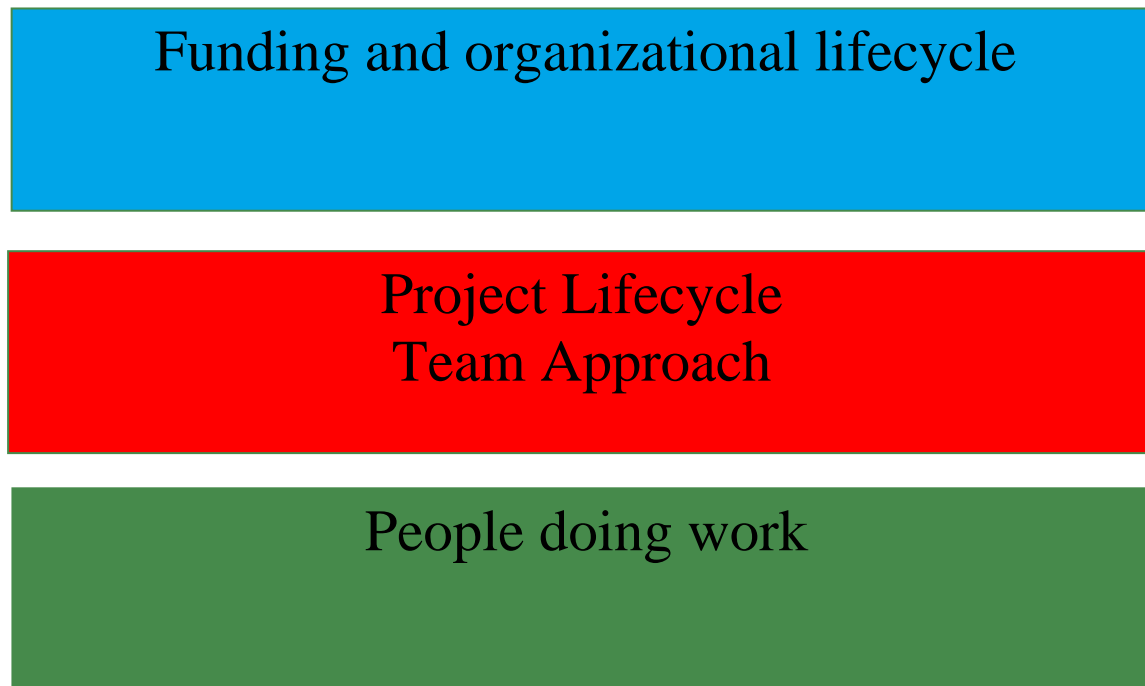 Funding and organizational lifecycle
Project Lifecycle
Team Approach
People doing work